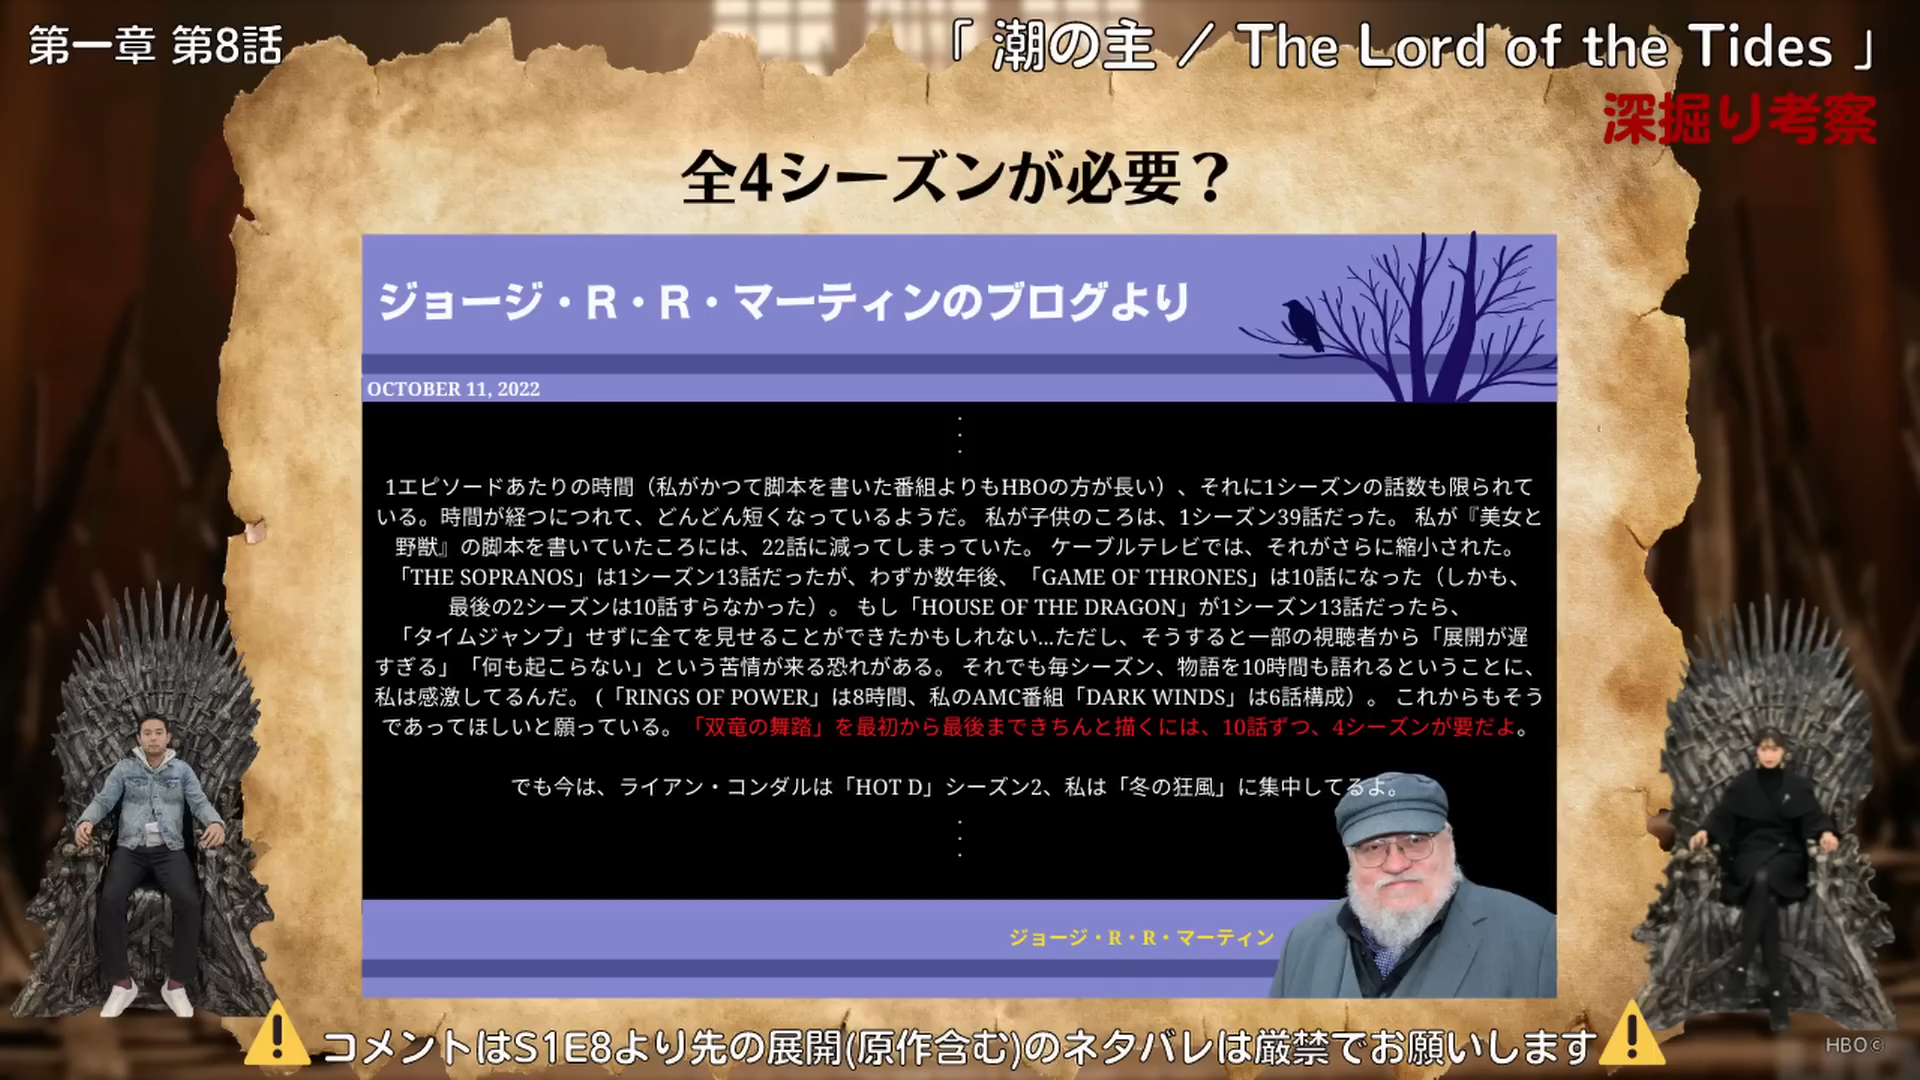 第一章 第8話
「 潮の主 / The Lord of the Tides 」
深掘り考察
全4シーズンが必要？
ジョージ・R・R・マーティンのブログより
OCTOBER 11, 2022
1エピソードあたりの時間（私がかつて脚本を書いた番組よりもHBOの方が長い）、それに1シーズンの話数も限られて
いる。時間が経つにつれて、どんどん短くなっているようだ。 私が子供のころは、1シーズン39話だった。 私が『美女と
野獣』の脚本を書いていたころには、22話に減ってしまっていた。 ケーブルテレビでは、それがさらに縮小された。
「THE SOPRANOS」は1シーズン13話だったが、わずか数年後、「GAME OF THRONES」は10話になった（しかも、
最後の2シーズンは10話すらなかった）。 もし「HOUSE OF THE DRAGON」が1シーズン13話だったら、
「タイムジャンプ」せずに全てを見せることができたかもしれない...ただし、そうすると一部の視聴者から「展開が遅
すぎる」「何も起こらない」という苦情が来る恐れがある。 それでも毎シーズン、物語を10時間も語れるということに、
私は感激してるんだ。 (「RINGS OF POWER」は8時間、私のAMC番組「DARK WINDS」は6話構成）。 これからもそう
であってほしいと願っている。 「双竜の舞踏」を最初から最後まできちんと描くには、10話ずつ、4シーズンが要だよ。
でも今は、ライアン・コンダルは「HOT D」シーズン2、私は「冬の狂風」に集中してるよ。
ジョージ・R・R・マーティン
コメントはS1E8より先の展開(原作含む)のネタバレは厳禁でお願いします
HBO©